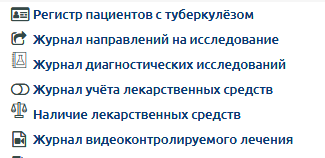 Регистр пациентов с туберкулёзом
Журнал направлений на исследование
Журнал диагностических исследований
Журнал учёта лекарственных средств
Наличие лекарственных средств
Журнал видеоконтролируемого лечения